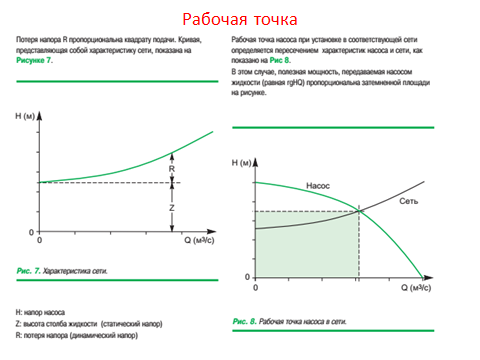 Рабочая точка
Потеря напора R пропорциональна квадрату подачи. Кривая,
представляющая собой характеристику сети, показана на
Рисунке 7.
H (м)
R
Z
0
0
Q (м³/с)
Рис. 7. Характеристика сети.
H: напор насоса
Z: высота столба жидкости (статический напор)
R: потеря напора (динамический напор)
Рабочая точка насоса при установке в соответствующей сети
определяется пересечением характеристик насоса и сети, как
показано на Рис 8.
В этом случае, полезная мощность, передаваемая насосом
жидкости (равная rgHQ) пропорциональна затемненной площади
на рисунке.
H (м)
Насос
Сеть
0
0
Q (м³/с)
Рис. 8. Рабочая точка насоса в сети.